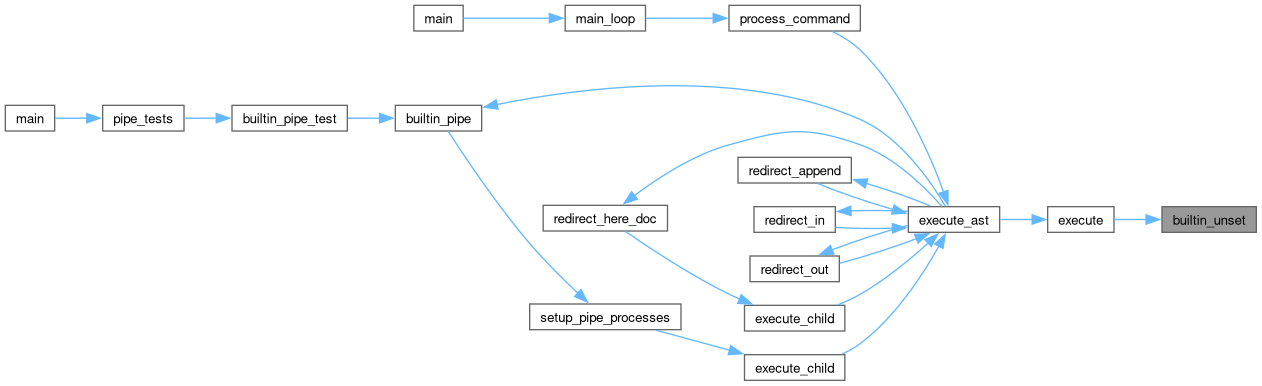 main
main_loop
process_command
main
pipe_tests
builtin_pipe_test
builtin_pipe
redirect_append
redirect_here_doc
redirect_in
execute_ast
execute
builtin_unset
redirect_out
setup_pipe_processes
execute_child
execute_child